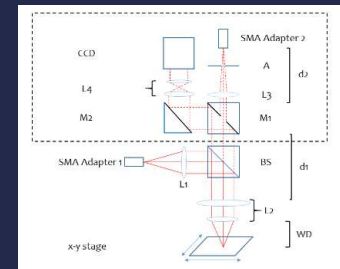 SMA Adapter 2
CCD
A
d2
L4
L3
M2
M1
SMA Adapter 1
BS
d1
L1
L2
WD
x-y stage